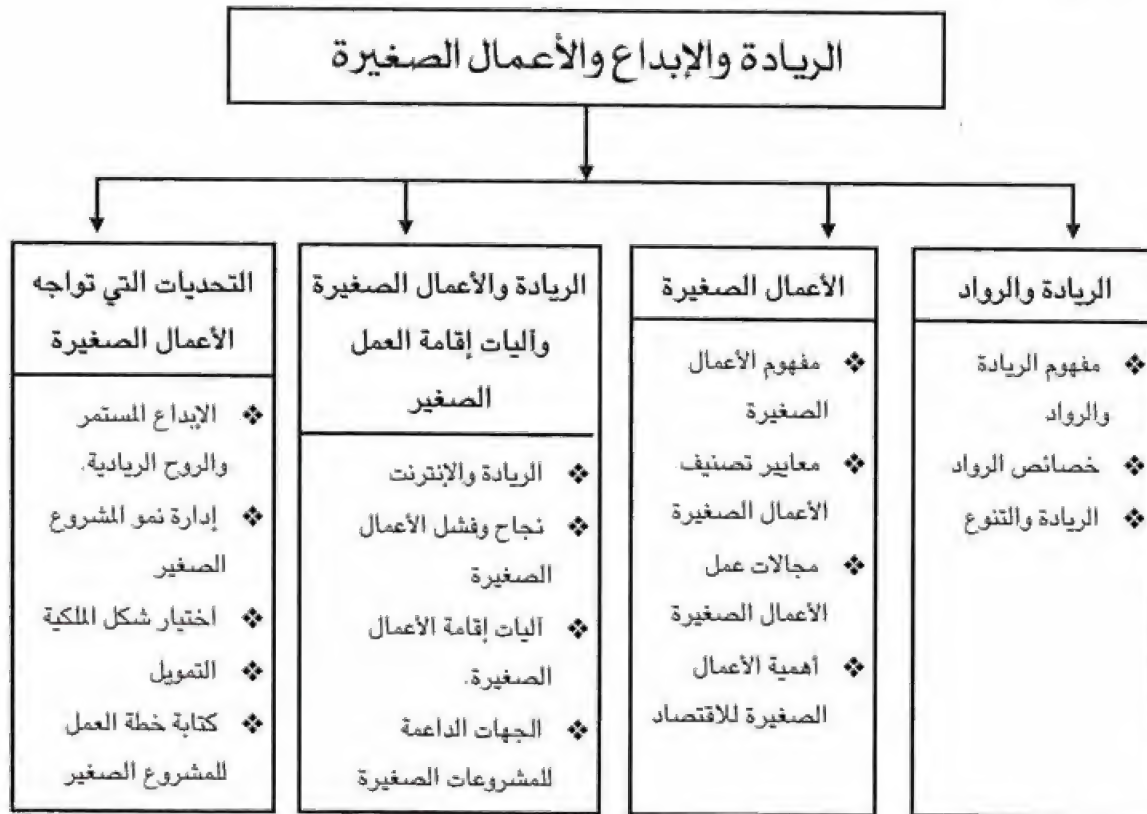 الريادة والإبداع والأعمال الصغيرة
الريادة والرواد
❖ مفهوم الريادة
والرواد
❖ خصائص الرواد
❖ الريادة والتنوع
الأعمال الصغيرة
❖ مفهوم الأعمال
الصغيرة
❖ معايير تصنيف
الأعمال الصغيرة
❖ مجالات عمل
الأعمال الصغيرة
❖ أهمية الأعمال
الصغيرة للاقتصاد
الريادة والأعمال الصغيرة
وآليات إقامة العمل
الصغير
❖ الريادة والإنترنت
❖ نجاح وفشل الأعمال
الصغيرة
❖ آليات إقامة الأعمال
الصغيرة.
❖ الجهات الداعمة
للمشروعات الصغيرة
التحديات التي تواجه
الأعمال الصغيرة
❖ الإبداع المستمر
والروح الريادية.
❖ إدارة نمو المشروع
الصغير
❖ اختيار شكل الملكية
❖ التمويل
❖ كتابة خطة العمل
للمشروع الصغير